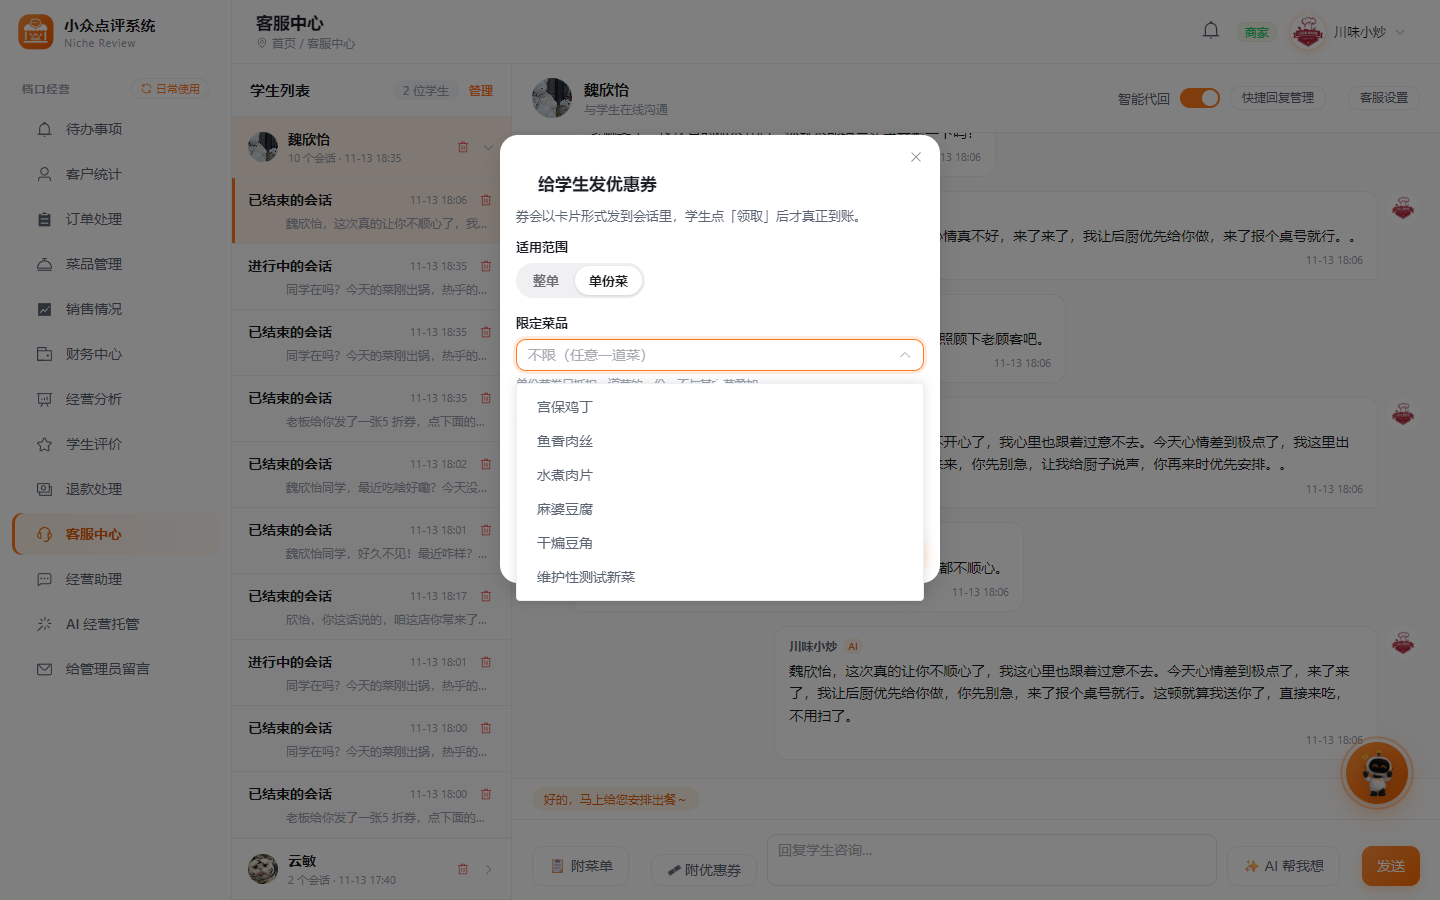 小众点评系统
Niche Review
档口经营
日常使用
待办事项
客户统计
订单处理
菜品管理
销售情况
财务中心
经营分析
学生评价
退款处理
客服中心
经营助理
AI 经营托管
给管理员留言
客服中心
首页 / 客服中心
商家
川味小炒
学生列表
2 位学生
管理
魏欣怡
10 个会话 · 11-13 18:35
已结束的会话
11-13 18:06
魏欣怡，这次真的让你不顺心了，我...
进行中的会话
11-13 18:35
同学在吗？今天的菜刚出锅，热乎的...
已结束的会话
11-13 18:35
同学在吗？今天的菜刚出锅，热乎的...
已结束的会话
11-13 18:35
老板给你发了一张5 折券，点下面的...
已结束的会话
11-13 18:02
魏欣怡同学，最近吃啥好嘞？今天没...
已结束的会话
11-13 18:01
魏欣怡同学，好久不见！最近咋样？...
已结束的会话
11-13 18:17
欣怡，你这话说的，咱这店你常来了...
进行中的会话
11-13 18:01
同学在吗？今天的菜刚出锅，热乎的...
已结束的会话
11-13 18:00
同学在吗？今天的菜刚出锅，热乎的...
已结束的会话
11-13 18:00
老板给你发了一张5 折券，点下面的...
云敏
2 个会话 · 11-13 17:40
魏欣怡
与学生在线沟通
智能代回
快捷回复管理
客服设置
13 18:06
情真不好，来了来了，我让后厨优先给你做，来了报个桌号就行。。
11-13 18:06
照顾下老顾客吧。
11-13 18:06
不开心了，我心里也跟着过意不去。今天心情差到极点了，我这里出
来，你先别急，让我给厨子说声，你再来时优先安排。。
11-13 18:06
都不顺心。
11-13 18:06
川味小炒 AI
魏欣怡，这次真的让你不顺心了，我这心里也跟着过意不去。今天心情差到极点了，来了来
了，我让后厨优先给你做，你先别急，来了报个桌号就行。这顿就算我送你了，直接来吃，
不用扫了。
11-13 18:06
好的，马上给您安排出餐～
附菜单
附优惠券
回复学生咨询...
AI 帮我想
发送
给学生发优惠券
券会以卡片形式发到会话里，学生点「领取」后才真正到账。
适用范围
整单
单份菜
限定菜品
不限（任意一道菜）
宫保鸡丁
鱼香肉丝
水煮肉片
麻婆豆腐
干煸豆角
维护性测试新菜